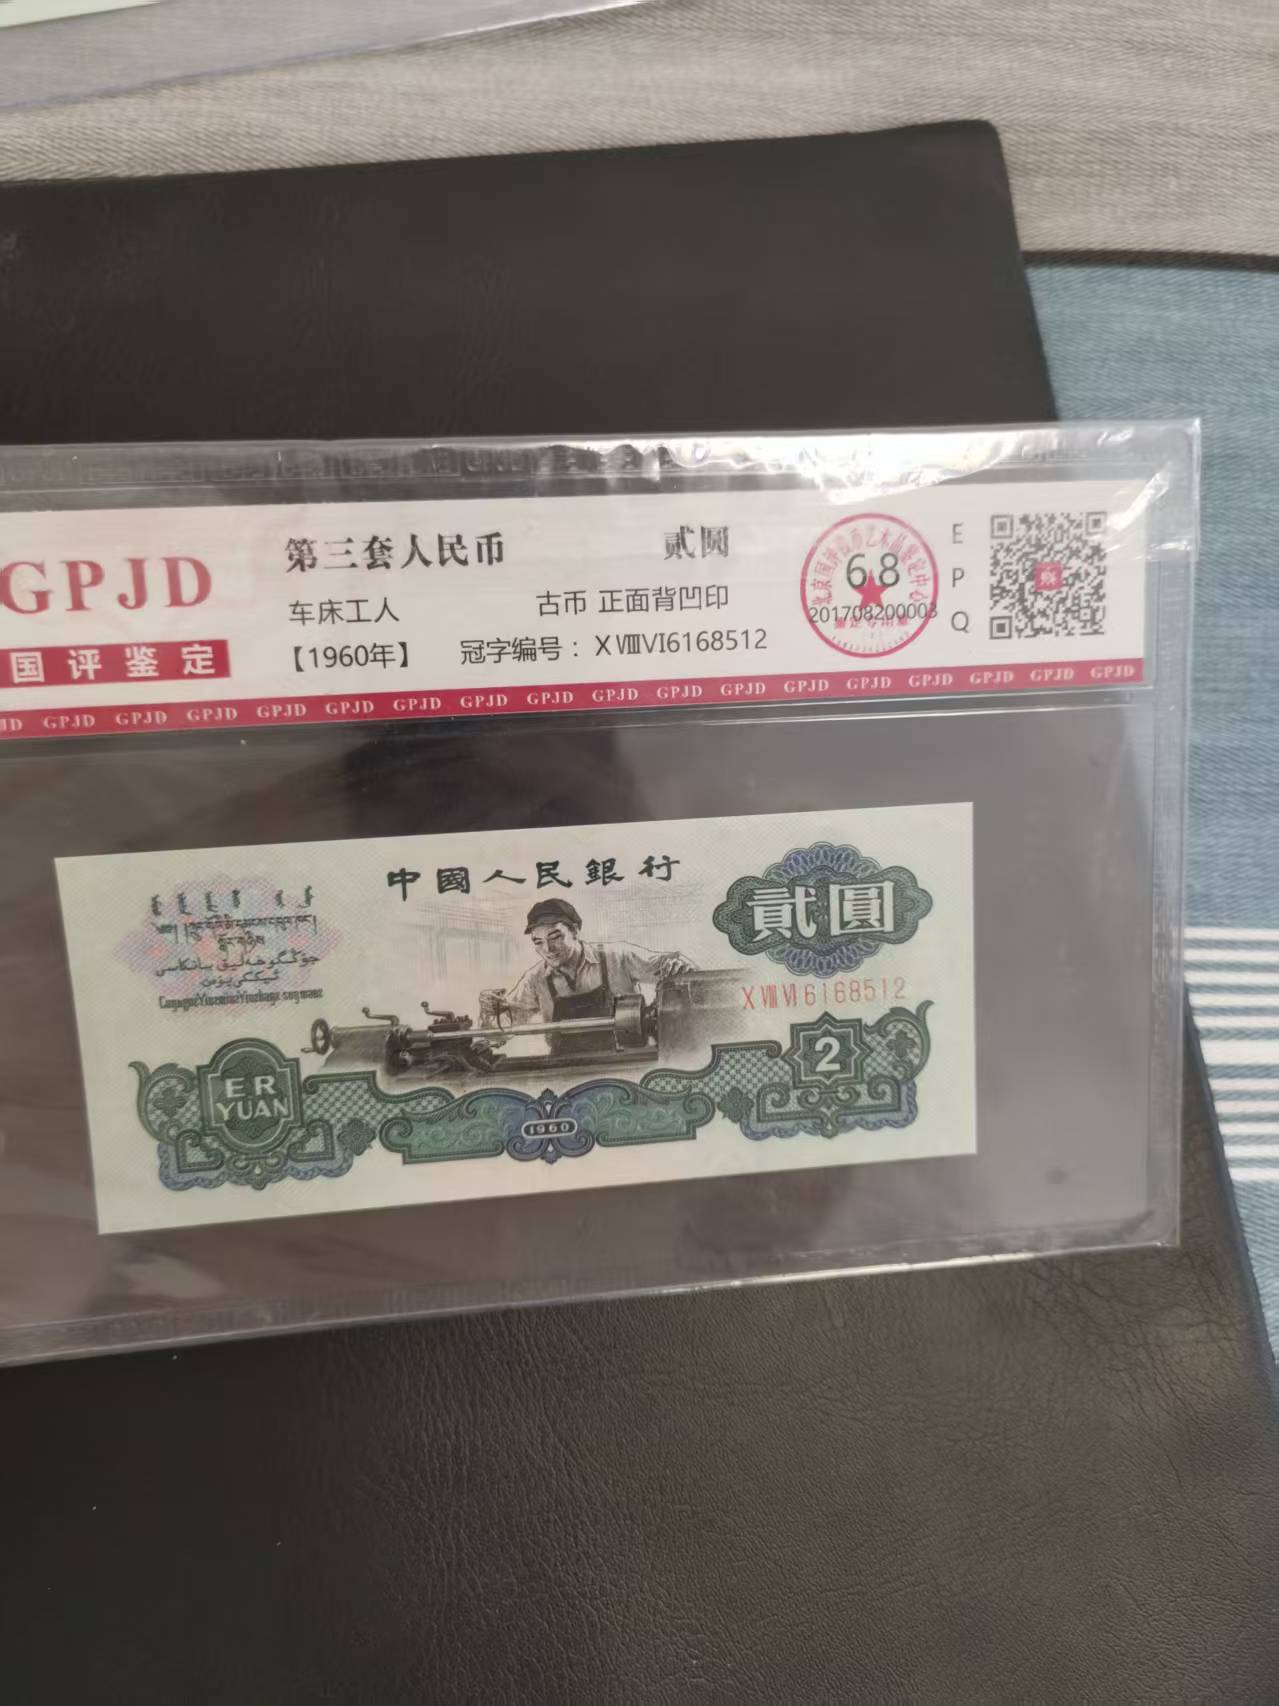 GPJD
国评鉴定
第三套人民币 贰圆
车床工人 古币 正面背凹印
【1960年】 冠字编号：ⅩⅧⅥ6168512
68
201708200003
E
P
Q
GPJD GPJD GPJD GPJD GPJD GPJD GPJD GPJD GPJD GPJD GPJD GPJD GPJD GPJD GPJD GPJD GPJD
中國人民銀行
貳圓
ⅩⅧⅥ6168512
ER
YUAN
1960
2